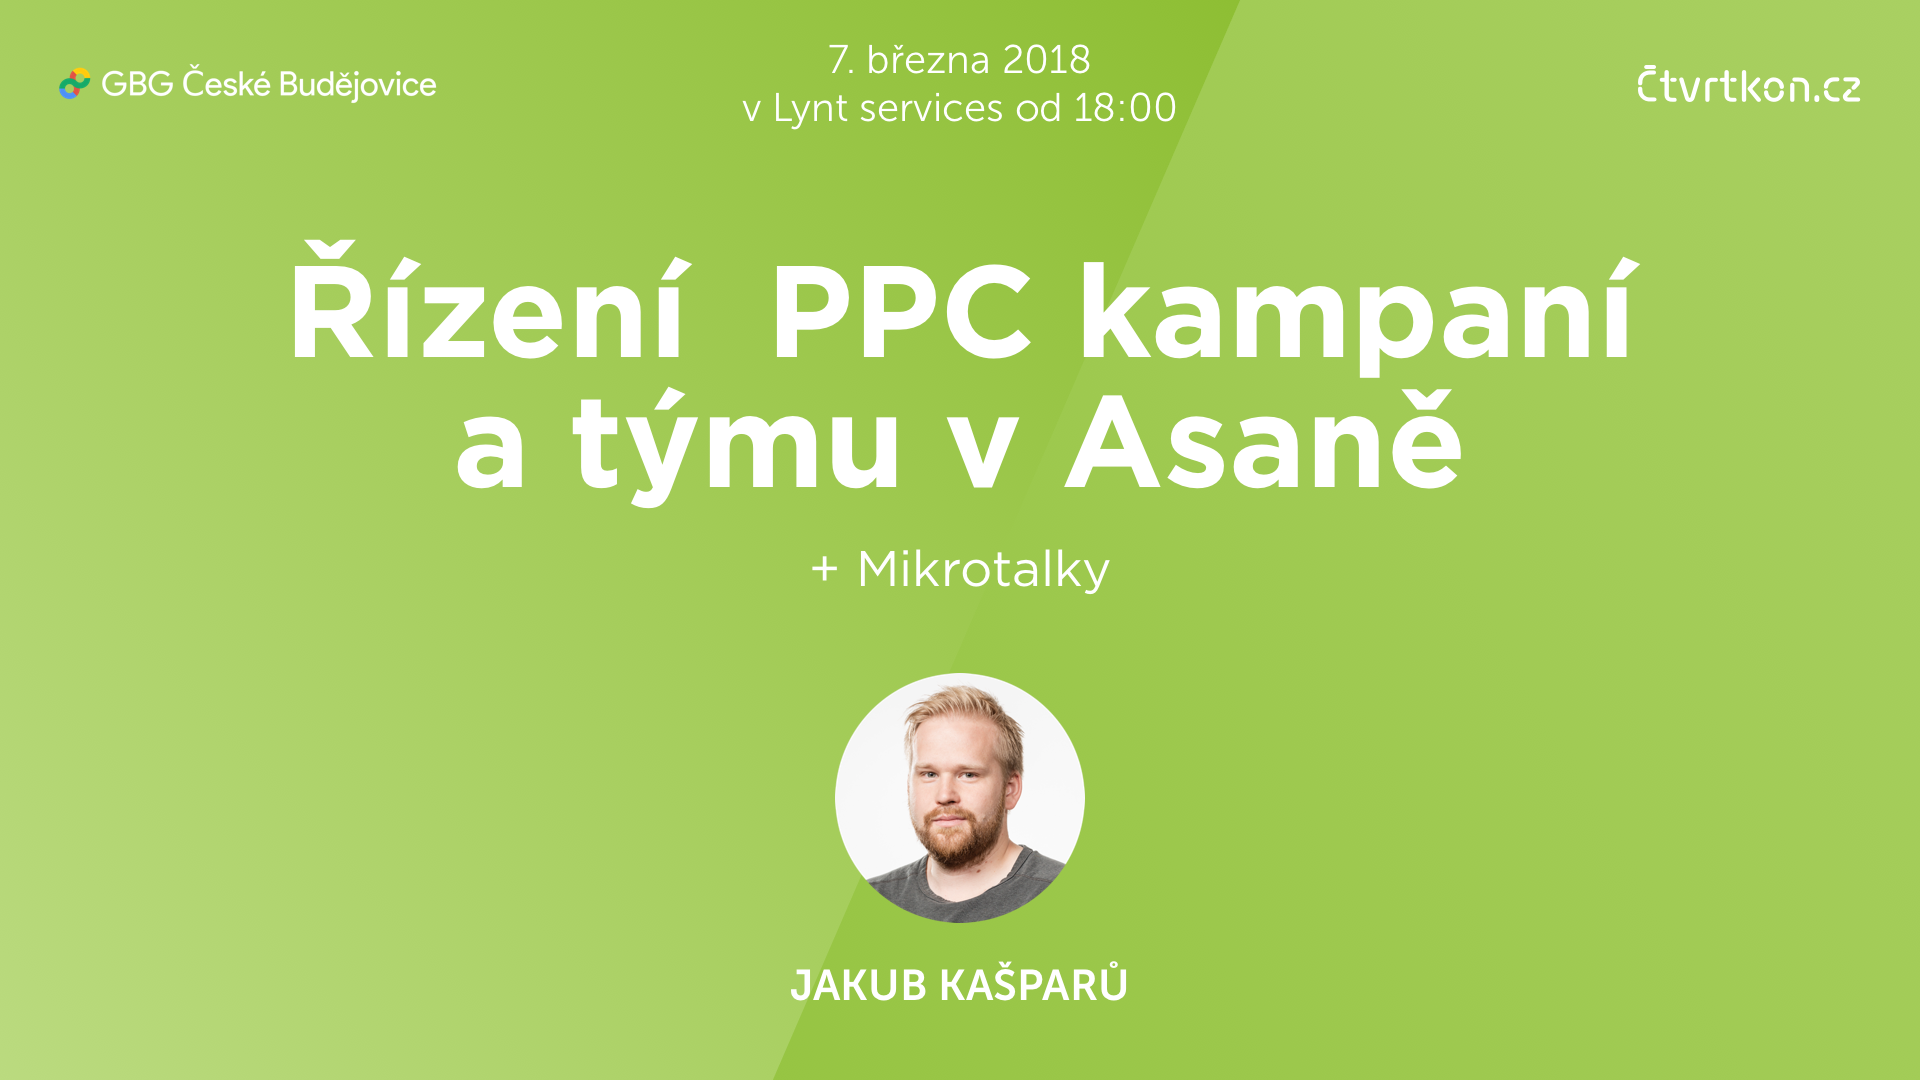 GBG České Budějovice
7. března 2018
v Lynt services od 18:00
čtvrtkon.cz
Řízení PPC kampaní
a týmu v Asaně
+ Mikrotalky
JAKUB KAŠPARŮ